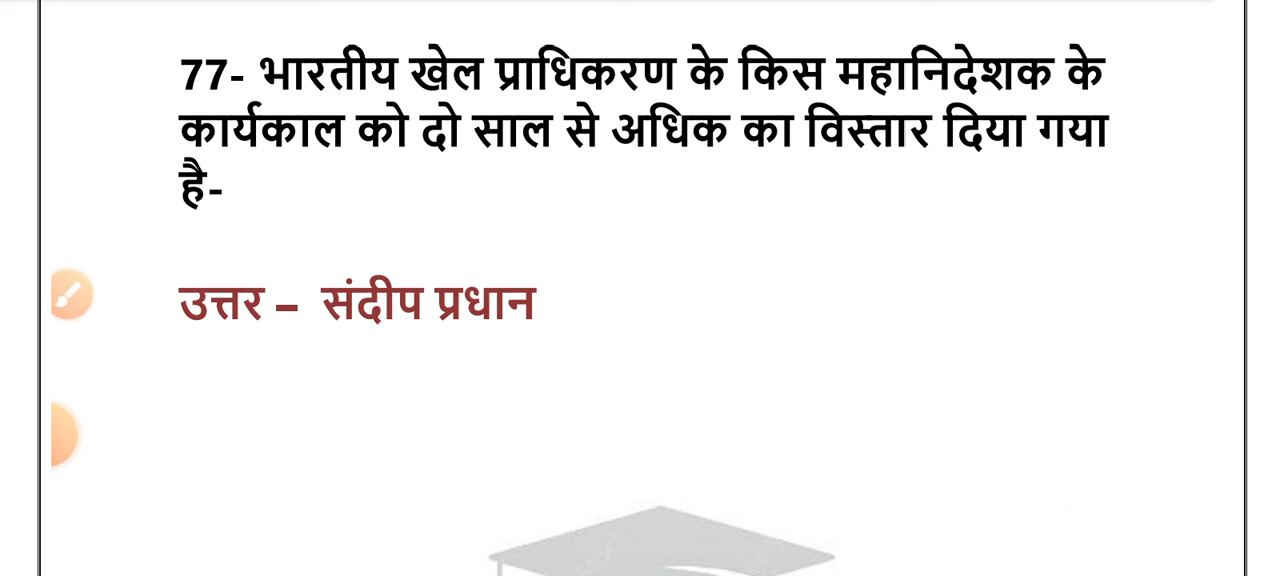 77- भारतीय खेल प्राधिकरण के किस महानिदेशक के
कार्यकाल को दो साल से अधिक का विस्तार दिया गया
है-
उत्तर – संदीप प्रधान